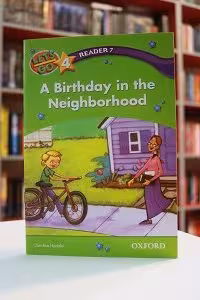 LET'S
GO 4
READER 7
A Birthday in the
Neighborhood
OXFORD